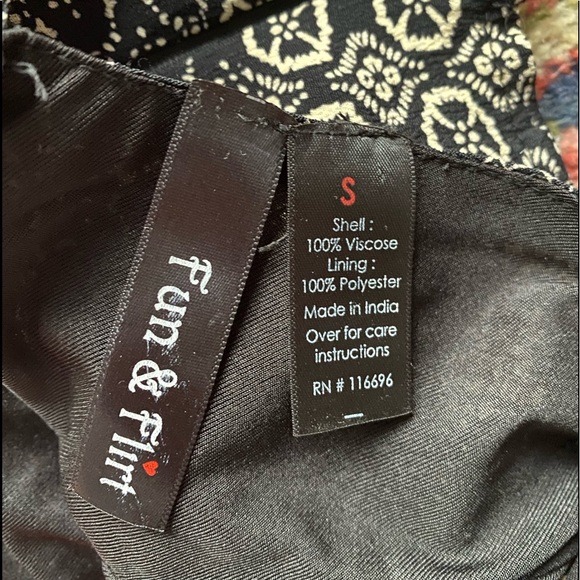 Fun & Flirt
S
Shell :
100% Viscose
Lining :
100% Polyester
Made in India
Over for care
instructions
RN # 116696